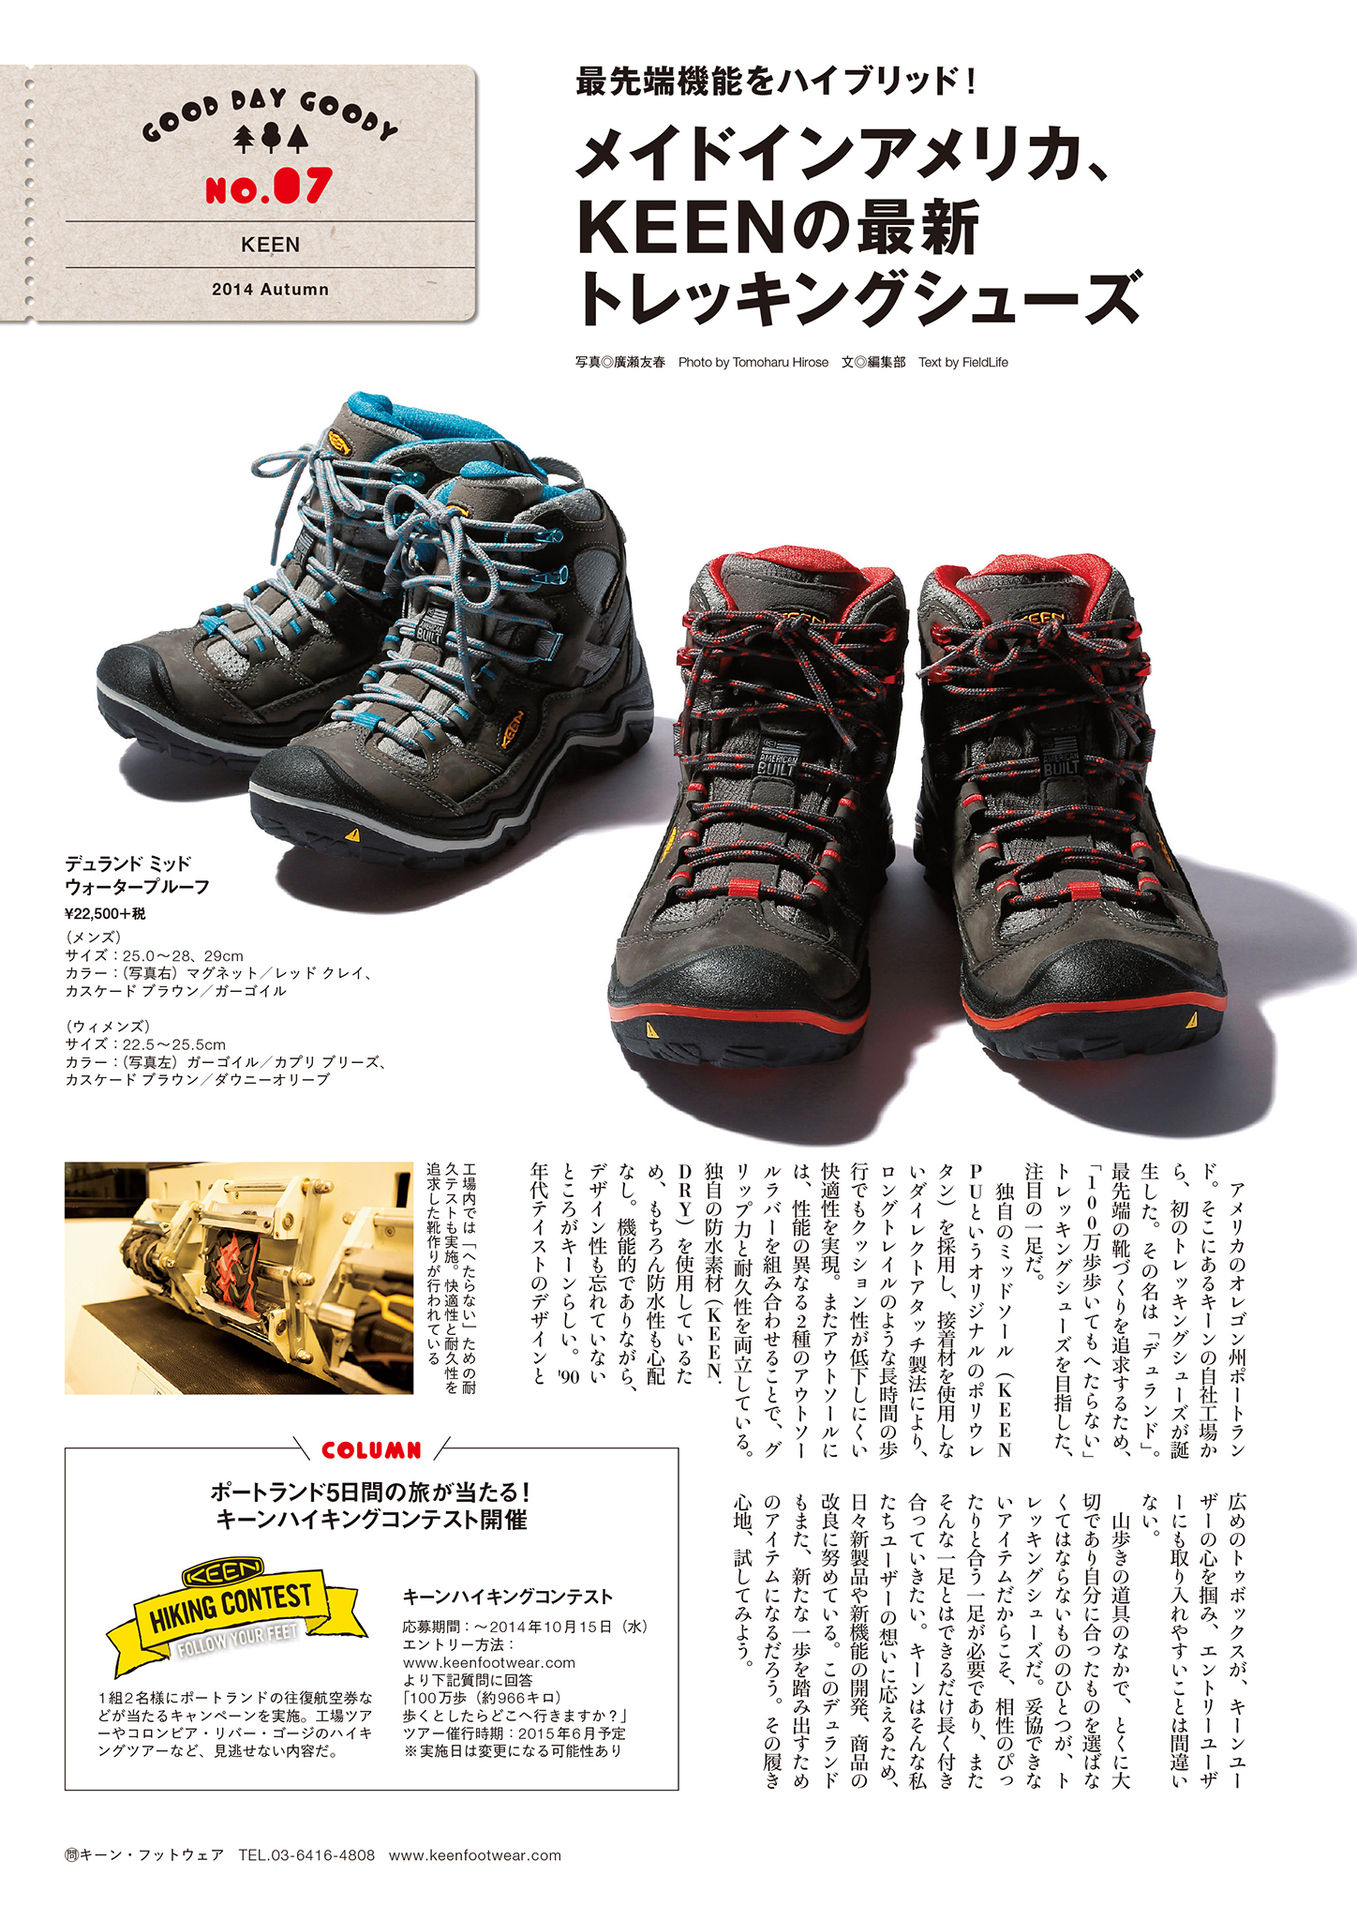 GOOD DAY GOODY
NO.07
KEEN
2014 Autumn
最先端機能をハイブリッド!
メイドインアメリカ、
KEENの最新
トレッキングシューズ
写真◎廣瀬友春 Photo by Tomoharu Hirose 文◎編集部 Text by FieldLife
KEEN
KEEN
AMERICAN
BUILT
KEEN
KEEN
KEEN
AMERICAN
BUILT
AMERICAN
BUILT
デュランド ミッド
ウォータープルーフ
¥22,500+税
（メンズ）
サイズ：25.0〜28、29cm
カラー：（写真右）マグネット／レッド クレイ、
カスケード ブラウン／ガーゴイル
（ウィメンズ）
サイズ：22.5〜25.5cm
カラー：（写真左）ガーゴイル／カプリ ブリーズ、
カスケード ブラウン／ダウニーオリーブ
工場内では「へたらない」ための耐
久テストも実施。快適性と耐久性を
追求した靴作りが行われている
アメリカのオレゴン州ポートラン
ド。そこにあるキーンの自社工場か
ら、初のトレッキングシューズが誕
生した。その名は「デュランド」。
最先端の靴づくりを追求するため、
「100万歩歩いてもへたらない」
トレッキングシューズを目指した、
注目の一足だ。
独自のミッドソール（KEEN
PUというオリジナルのポリウレ
タン）を採用し、接着材を使用しな
いダイレクトアタッチ製法により、
ロングトレイルのような長時間の歩
行でもクッション性が低下しにくい
快適性を実現。またアウトソールに
は、性能の異なる2種のアウトソー
ルラバーを組み合わせることで、グ
リップ力と耐久性を両立している。
独自の防水素材（KEEN.
DRY）を使用しているた
め、もちろん防水性も心配
なし。機能的でありながら、
デザイン性も忘れていない
ところがキーンらしい。'90
年代テイストのデザインと
広めのトゥボックスが、キーンユー
ザーの心を掴み、エントリーユーザ
ーにも取り入れやすいことは間違い
ない。
山歩きの道具のなかで、とくに大
切であり自分に合ったものを選ばな
くてはならないもののひとつが、ト
レッキングシューズだ。妥協できな
いアイテムだからこそ、相性のぴっ
たりと合う一足が必要であり、また
そんな一足とはできるだけ長く付き
合っていきたい。キーンはそんな私
たちユーザーの想いに応えるため、
日々新製品や新機能の開発、商品の
改良に努めている。このデュランド
もまた、新たな一歩を踏み出すため
のアイテムになるだろう。その履き
心地、試してみよう。
COLUMN
ポートランド5日間の旅が当たる!
キーンハイキングコンテスト開催
KEEN
HIKING CONTEST
FOLLOW YOUR FEET
1組2名様にポートランドの往復航空券な
どが当たるキャンペーンを実施。工場ツア
ーやコロンビア・リバー・ゴージのハイキ
ングツアーなど、見逃せない内容だ。
キーンハイキングコンテスト
応募期間：〜2014年10月15日（水）
エントリー方法：
www.keenfootwear.com
より下記質問に回答
「100万歩（約966キロ）
歩くとしたらどこへ行きますか？」
ツアー催行時期：2015年6月予定
※実施日は変更になる可能性あり
㉄キーン・フットウェア TEL.03-6416-4808 www.keenfootwear.com